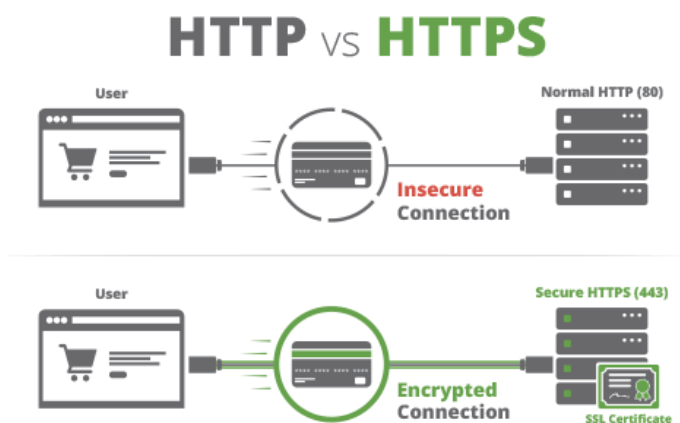 HTTP vs HTTPS
User
Normal HTTP (80)
Insecure
Connection
User
Secure HTTPS (443)
Encrypted
Connection
SSL Certificate